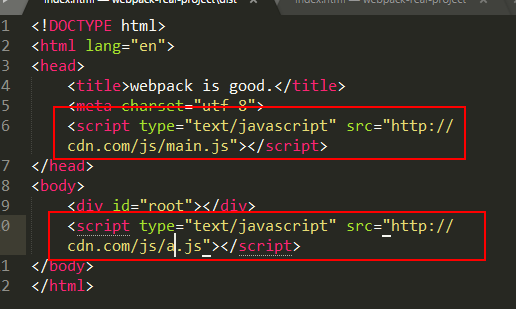 index.html — webpack-real-project\dist
index.html — webpack-real-project
1 <!DOCTYPE html>
2 <html lang="en">
3 <head>
4 <title>webpack is good.</title>
5 <meta charset="utf-8">
6 <script type="text/javascript" src="http://
cdn.com/js/main.js"></script>
7 </head>
8 <body>
9 <div id="root"></div>
0 <script type="text/javascript" src="http://
cdn.com/js/a.js"></script>
1 </body>
2 </html>